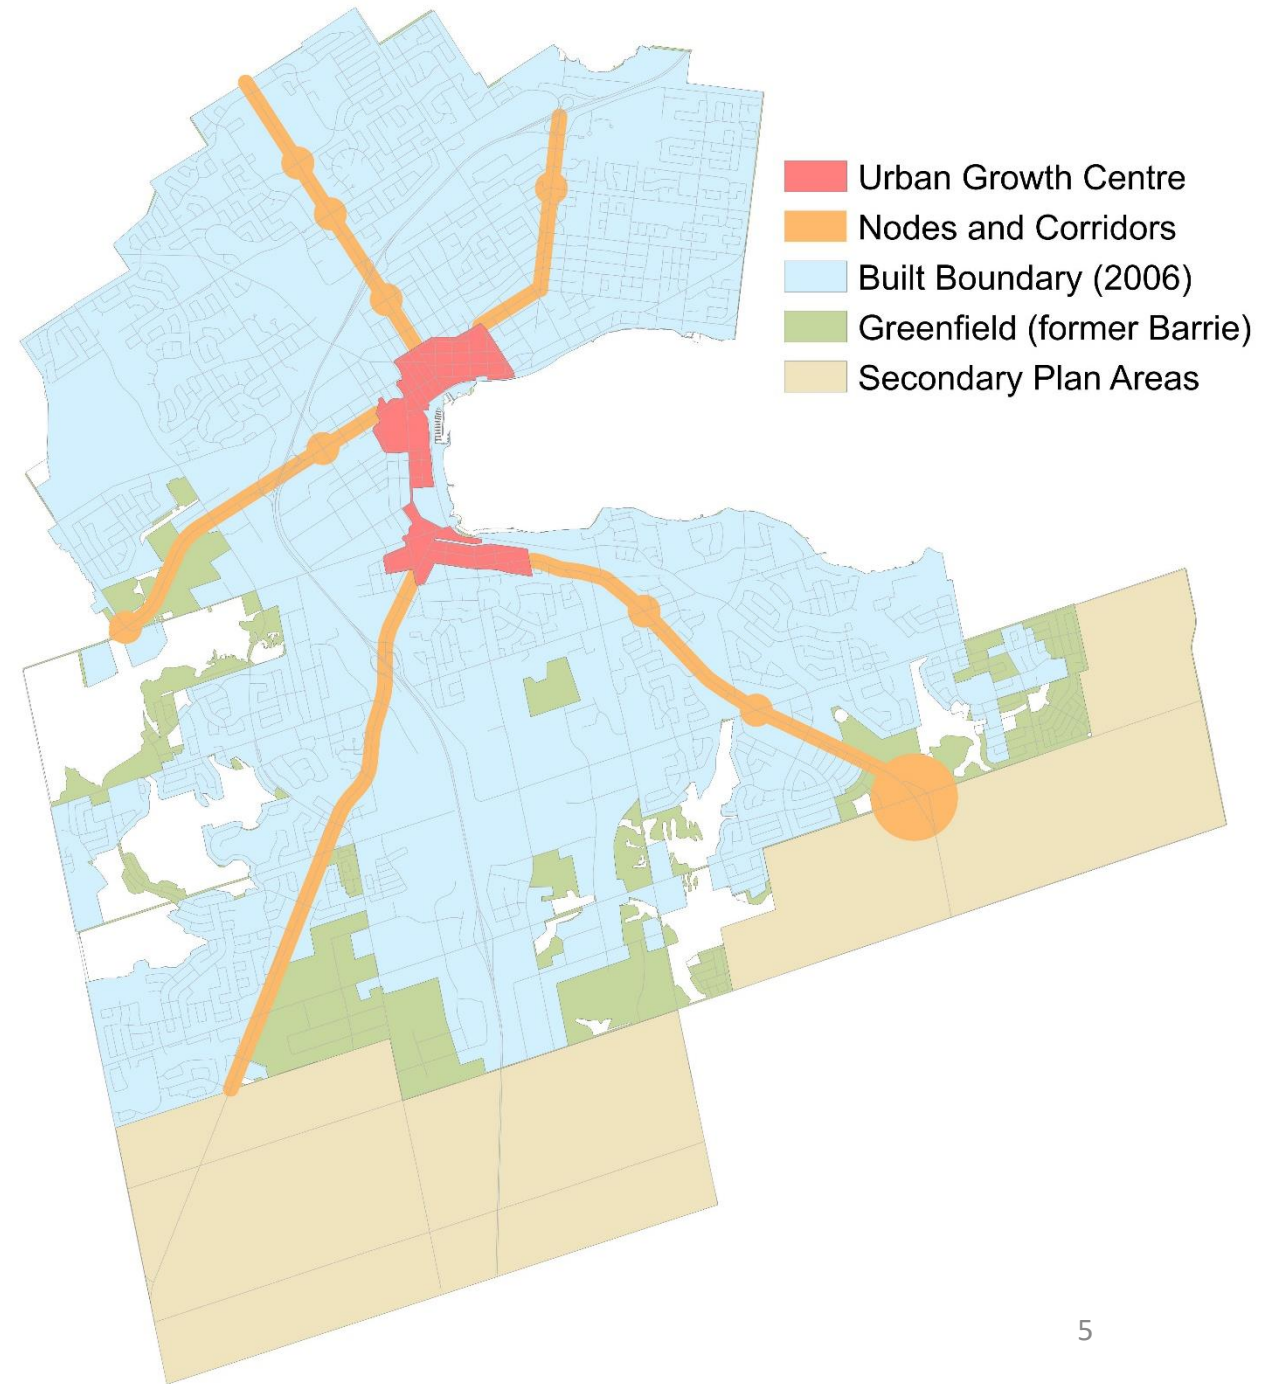 Urban Growth Centre
Nodes and Corridors
Built Boundary (2006)
Greenfield (former Barrie)
Secondary Plan Areas
5